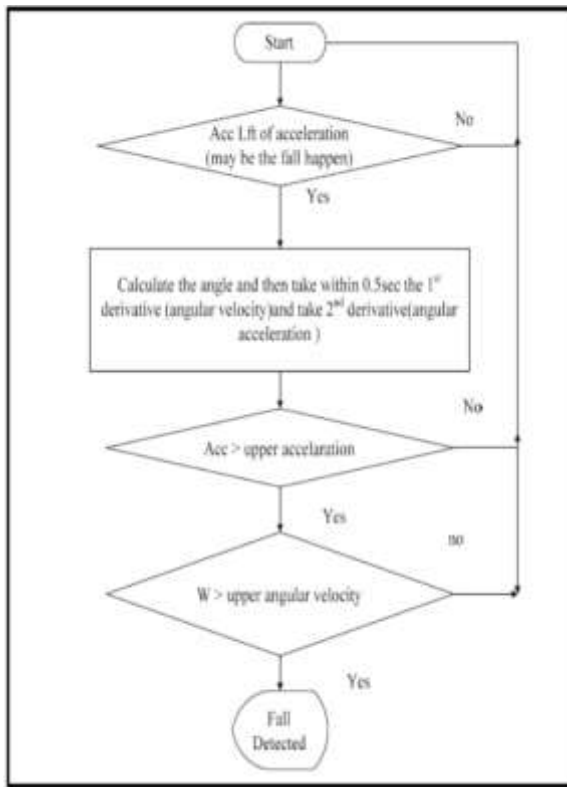 Start
No
Acc Lft of acceleration
(may be the fall happen)
Yes
Calculate the angle and then take within 0.5sec the 1st
derivative (angular velocity)and take 2nd derivative(angular
acceleration )
No
Acc > upper accelaration
Yes
no
W > upper angular velocity
Yes
Fall
Detected